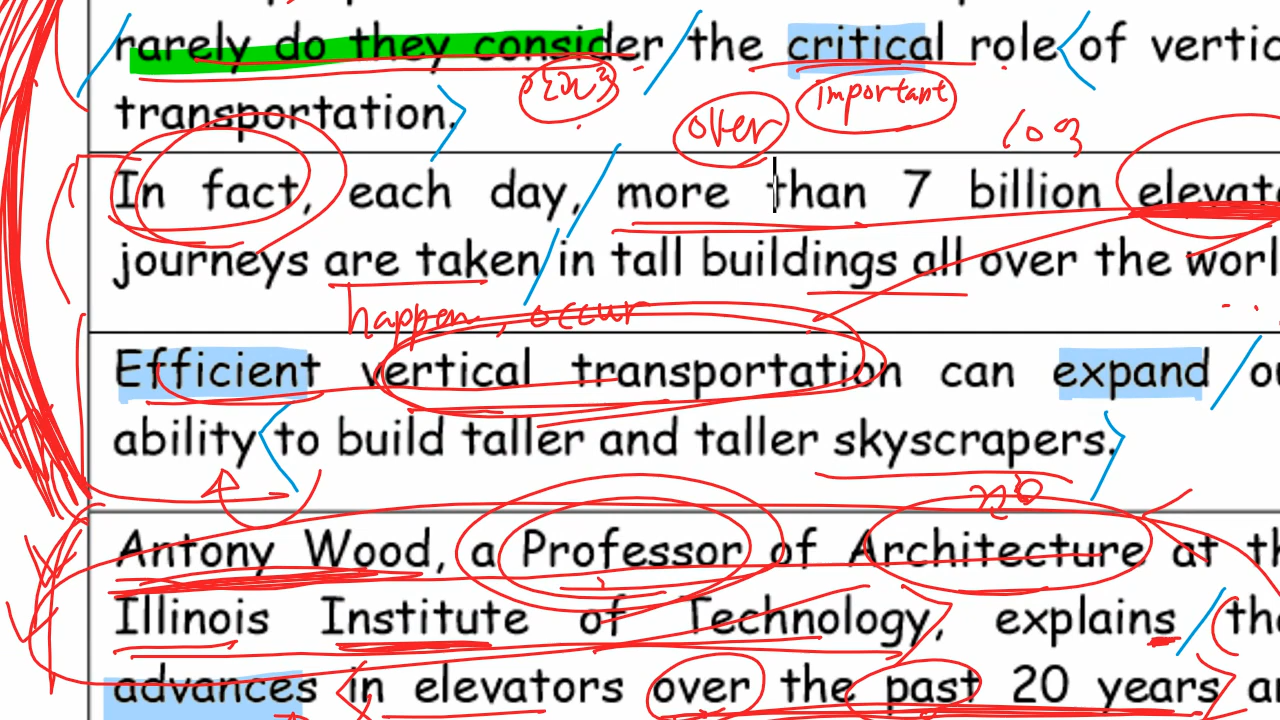 rarely do they consider the critical role of vertic
important
transportation.
over
In fact, each day, more than 7 billion elevat
journeys are taken in tall buildings all over the worl
happen, occur
Efficient vertical transportation can expand ou
ability to build taller and taller skyscrapers.
Antony Wood, a Professor of Architecture at th
Illinois Institute of Technology, explains tha
advances in elevators over the past 20 years ar